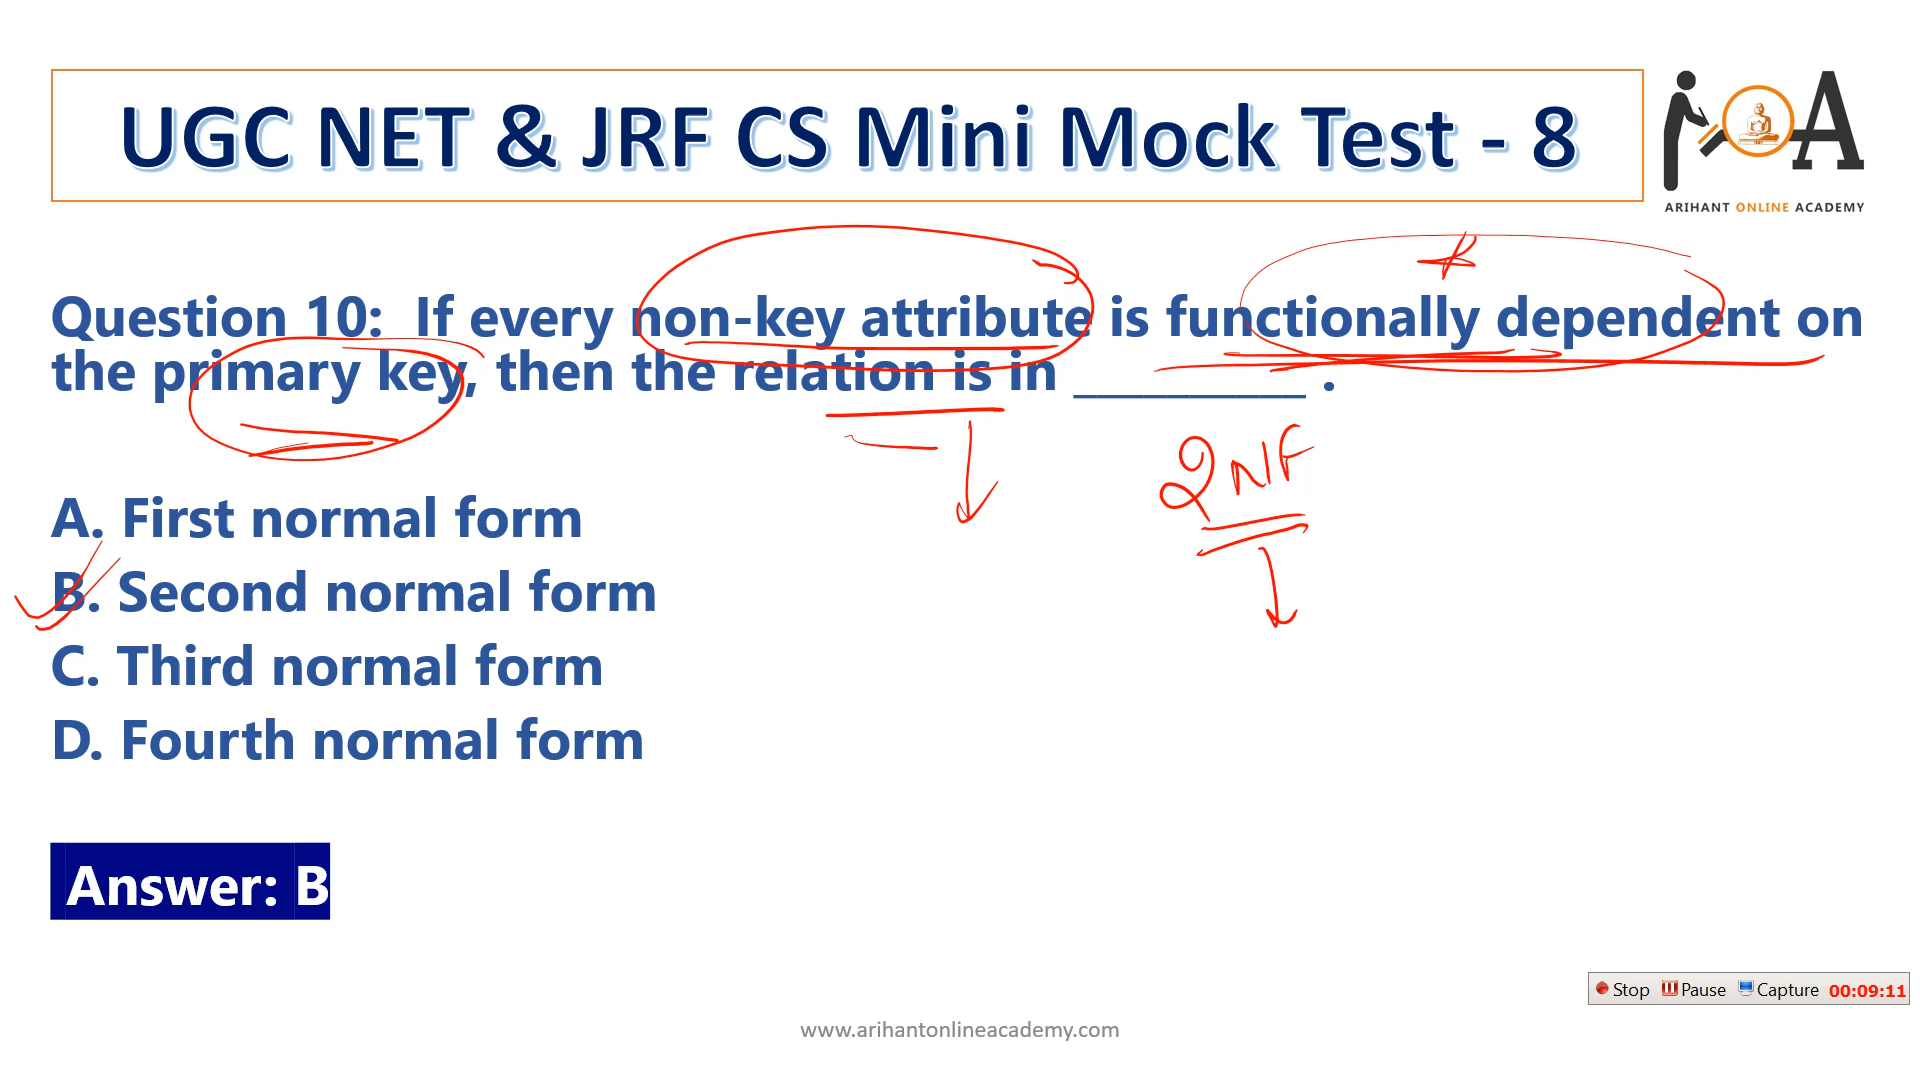 UGC NET & JRF CS Mini Mock Test - 8
ARIHANT ONLINE ACADEMY
Question 10: If every non-key attribute is functionally dependent on
the primary key, then the relation is in __________ .
2NF
A. First normal form
B. Second normal form
C. Third normal form
D. Fourth normal form
Answer: B
Stop Pause Capture 00:09:11
www.arihantonlineacademy.com